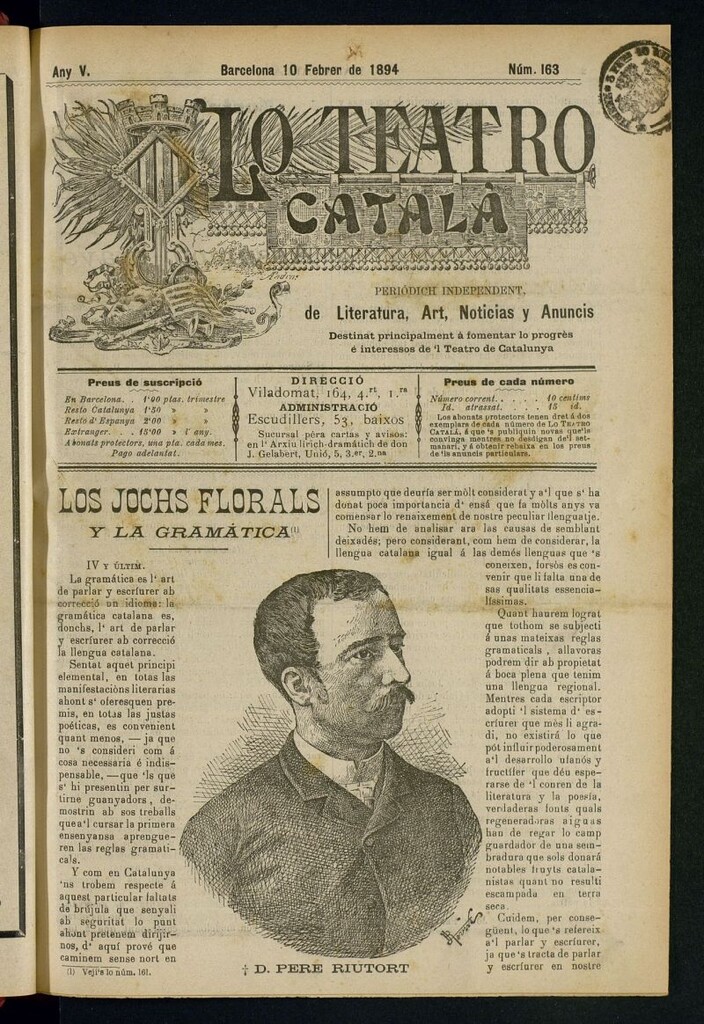 Any V.
Barcelona 10 Febrer de 1894
Núm. 163
LO TEATRO
CATALÀ
PERIÓDICH INDEPENDENT,
de Literatura, Art, Noticias y Anuncis
Destinat principalment á fomentar lo progrès
é interessos de 'l Teatro de Catalunya
Preus de suscripció
En Barcelona. . 1'00 ptas. trimestre
Resto Catalunya 1'50 » »
Resto d'Espanya 2'00 » »
Extranger. . . 15'00 » l' any.
Abonats protectors, una pta. cada mes.
Pago adelantat.
DIRECCIÓ
Viladomat, 164, 4.rt, 1.ra
ADMINISTRACIÓ
Escudillers, 53, baixos
Sucursal péra cartas y avisos:
en l'Arxiu lírich-dramátich de don
J. Gelabert, Unió, 5, 3.er, 2.na
Preus de cada número
Número corrent. . . . . 10 centims
Id. atrassat. . . . . 15 id.
Los abonats protectors tenen dret á dos
exemplars de cada número de LO TEATRO
CATALÁ, é que 's publiquin novas que'ls
convinga mentres no desdigan de'l set-
manari, y á obtenir rebaixa en los preus
de'ls anuncis particulars.
LOS JOCHS FLORALS
Y LA GRAMÁTICA(1)
IV Y ÚLTIM.
La gramática es l' art
de parlar y escriurer ab
correcció un idioma: la
gramática catalana es,
donchs, l' art de parlar
y escriurer ab correcció
la llengua catalana.
Sentat aquet principi
elemental, en totas las
manifestacións literarias
ahont s' oferesquen pre-
mis, en totas las justas
poéticas, es convenient
quant menos, — ja que
no 's consideri com á
cosa necessaria é indis-
pensable, — que 'ls que
s' hi presentin per sur-
tirne guanyadors, de-
mostrin ab sos treballs
que a'l cursar la primera
ensenyansa aprengue-
ren las reglas gramati-
cals.
Y com en Catalunya
'ns trobem respecte á
aquest particular faltats
de brújula que senyali
ab seguritat lo punt
ahont pretenem dirijir-
nos, d' aquí prové que
caminem sense nort en
(1) Veji's lo núm. 161.
† D. PERE RIUTORT
assumpto que deuría ser mòlt considerat y a'l que s' ha
donat poca importancia d' ensá que fa mòlts anys va
comensar lo renaixement de nostre peculiar llenguatje.
No hem de analisar ara las causas de semblant
deixadés; pero considerant, com hem de considerar, la
llengua catalana igual á las demés llenguas que 's
coneixen, forsós es con-
venir que li falta una de
sas qualitats essencia-
líssimas.
Quant haurem lograt
que tothom se subjecti
á unas mateixas reglas
gramaticals, allavoras
podrem dir ab propietat
á boca plena que tenim
una llengua regional.
Mentres cada escriptor
adopti 'l sistema d' es-
criurer que mès li agra-
di, no existirá lo que
pòt influir poderosament
a'l desarrollo ufanós y
fructífer que déu espe-
rarse de 'l conreu de la
literatura y la poesía,
verdaderas fonts quals
regeneradoras aiguas
han de regar lo camp
guardador de una sem-
bradura que sols donará
notables fruyts catala-
nistas quant no resulti
escampada en terra
seca.
Cuidem, per conse-
güent, lo que 's refereix
a'l parlar y escriurer,
ja que's tracta de parlar
y escriurer en nostre